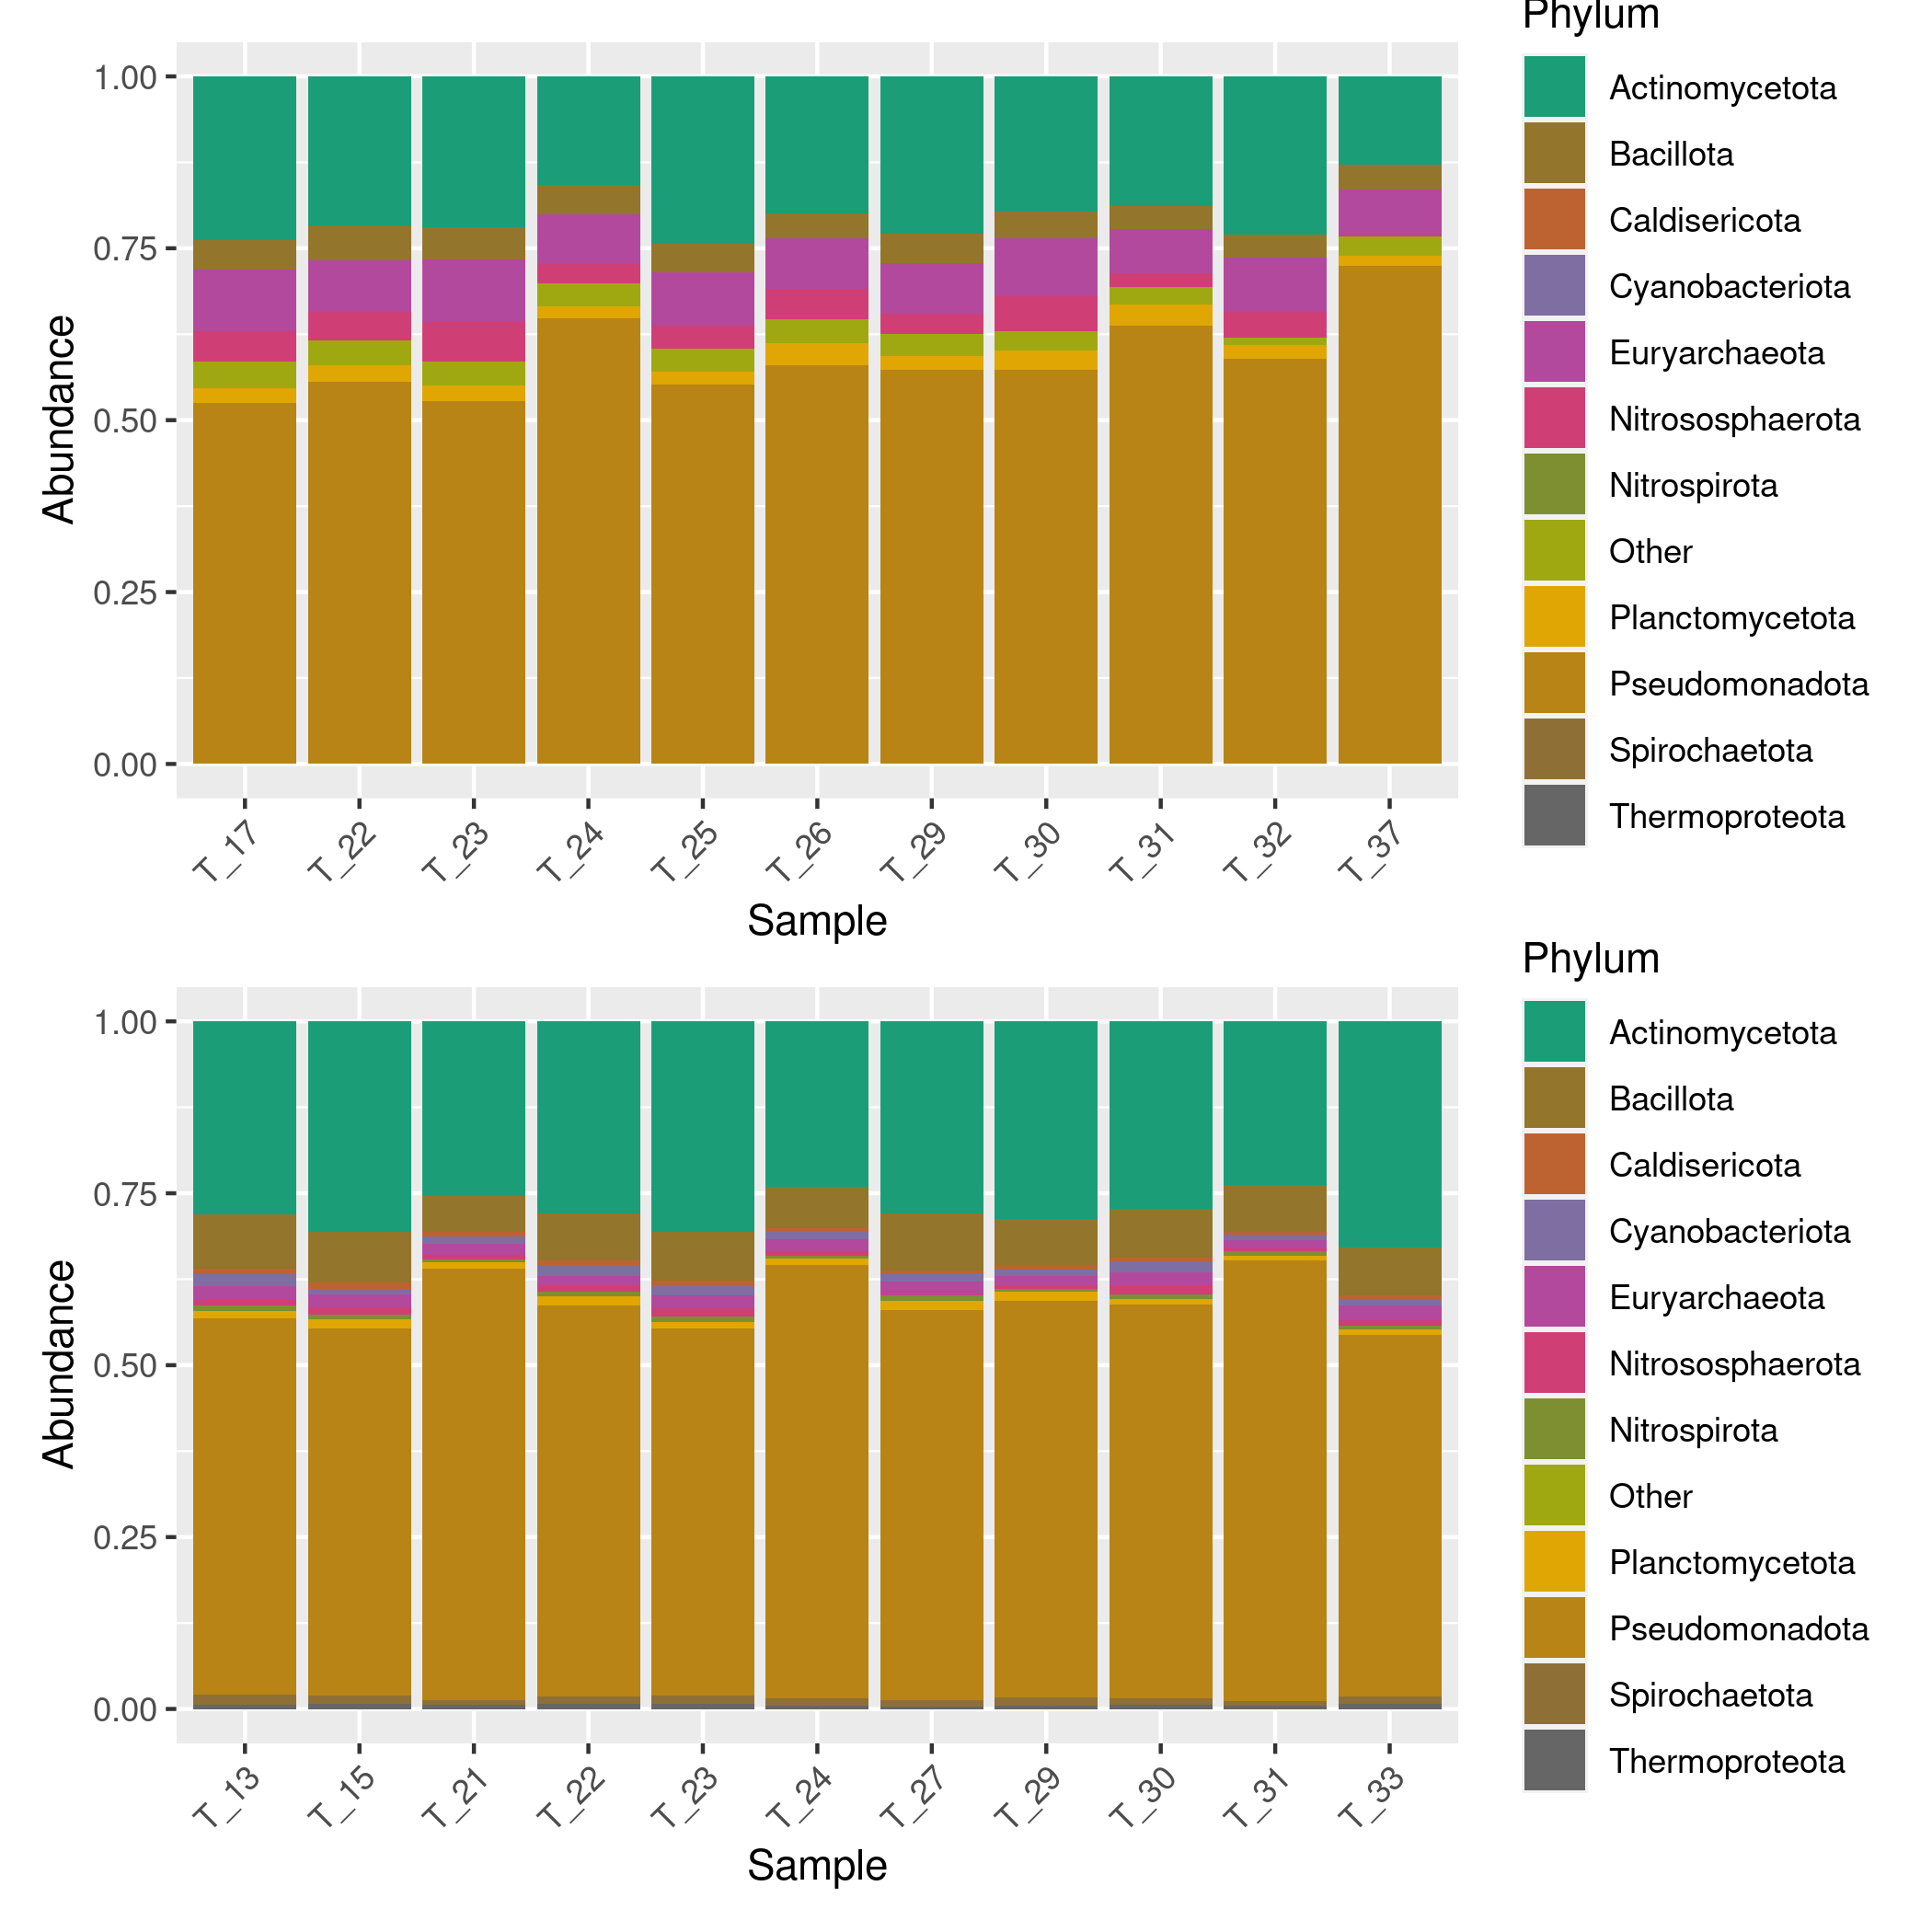 Phylum
Actinomycetota
Bacillota
Caldisericota
Cyanobacteriota
Euryarchaeota
Nitrososphaerota
Nitrospirota
Other
Planctomycetota
Pseudomonadota
Spirochaetota
Thermoproteota
Abundance
1.00
0.75
0.50
0.25
0.00
T_17
T_22
T_23
T_24
T_25
T_26
T_29
T_30
T_31
T_32
T_37
Sample
Phylum
Actinomycetota
Bacillota
Caldisericota
Cyanobacteriota
Euryarchaeota
Nitrososphaerota
Nitrospirota
Other
Planctomycetota
Pseudomonadota
Spirochaetota
Thermoproteota
Abundance
1.00
0.75
0.50
0.25
0.00
T_13
T_15
T_21
T_22
T_23
T_24
T_27
T_29
T_30
T_31
T_33
Sample